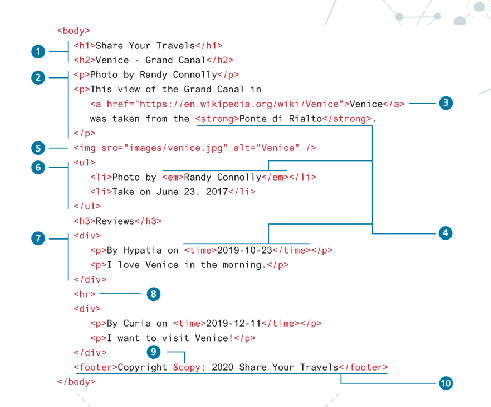 <body>
1 <h1>Share Your Travels</h1>
<h2>Venice - Grand Canal</h2>
2 <p>Photo by Randy Connolly</p>
<p>This view of the Grand Canal in
<a href="https://en.wikipedia.org/wiki/Venice">Venice</a> 3
was taken from the <strong>Ponte di Rialto</strong>.
</p>
5 <img src="images/venice.jpg" alt="Venice" />
6 <ul>
<li>Photo by <em>Randy Connolly</em></li>
<li>Take on June 23, 2017</li>
</ul>
<h3>Reviews</h3>
4
7 <div>
<p>By Hypatia on <time>2019-10-23</time></p>
<p>I love Venice in the morning.</p>
</div>
<hr> 8
<div>
<p>By Curia on <time>2019-12-11</time></p>
<p>I want to visit Venice!</p>
</div>
9
<footer>Copyright &copy; 2020 Share Your Travels</footer>
</body>
10